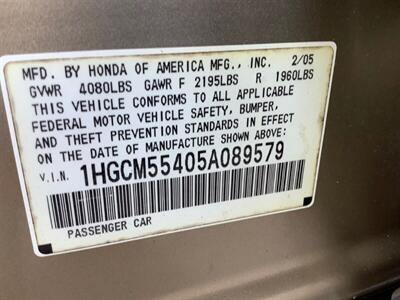 MFD. BY HONDA OF AMERICA MFG., INC. 2/05
GVWR 4080LBS GAWR F 2195LBS R 1960LBS
THIS VEHICLE CONFORMS TO ALL APPLICABLE
FEDERAL MOTOR VEHICLE SAFETY, BUMPER,
AND THEFT PREVENTION STANDARDS IN EFFECT
ON THE DATE OF MANUFACTURE SHOWN ABOVE:
V.I.N. 1HGCM55405A089579
PASSENGER CAR